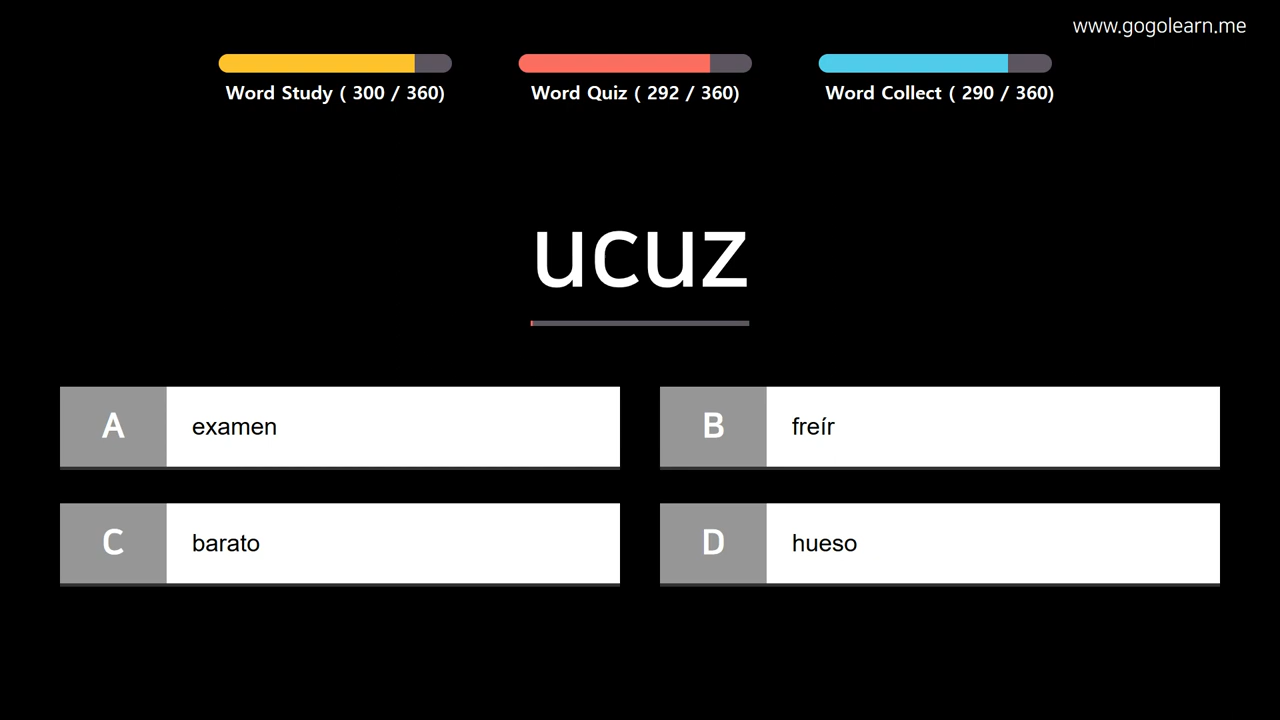 www.gogolearn.me
Word Study ( 300 / 360)
Word Quiz ( 292 / 360)
Word Collect ( 290 / 360)
ucuz
A examen
B freír
C barato
D hueso